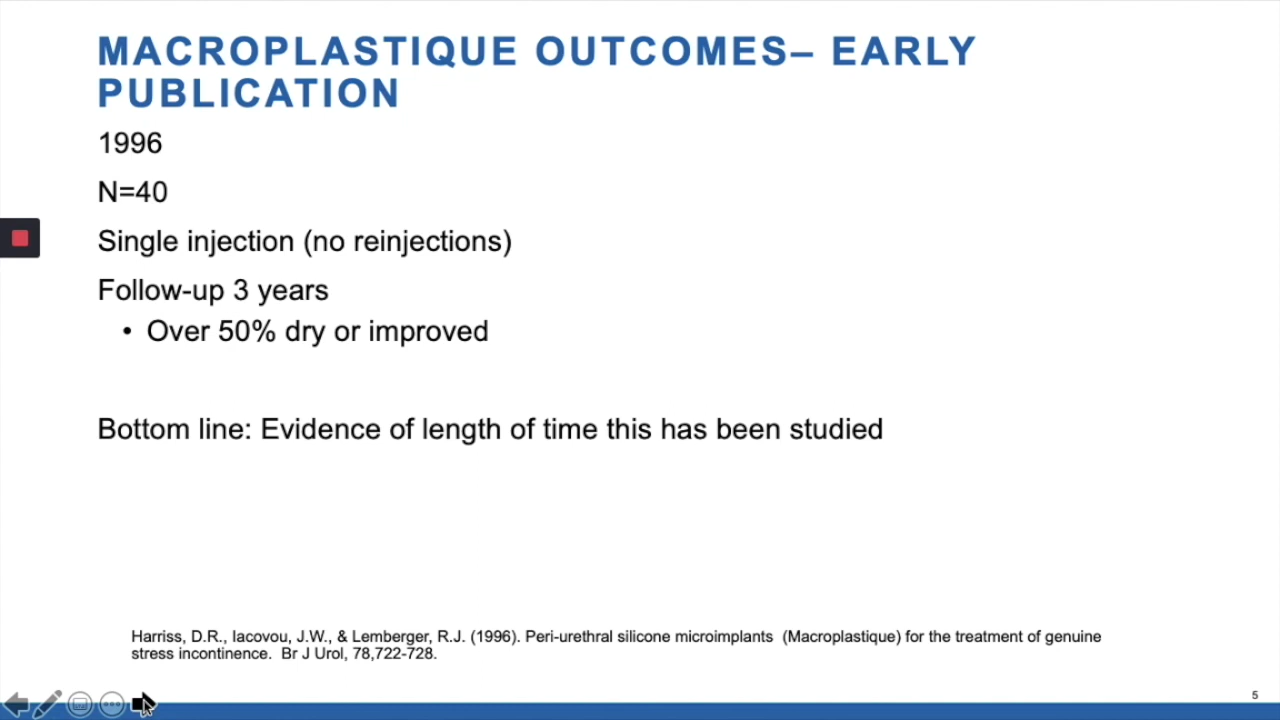 MACROPLASTIQUE OUTCOMES– EARLY
PUBLICATION
1996
N=40
Single injection (no reinjections)
Follow-up 3 years
• Over 50% dry or improved
Bottom line: Evidence of length of time this has been studied
Harriss, D.R., Iacovou, J.W., & Lemberger, R.J. (1996). Peri-urethral silicone microimplants (Macroplastique) for the treatment of genuine
stress incontinence. Br J Urol, 78,722-728.
5